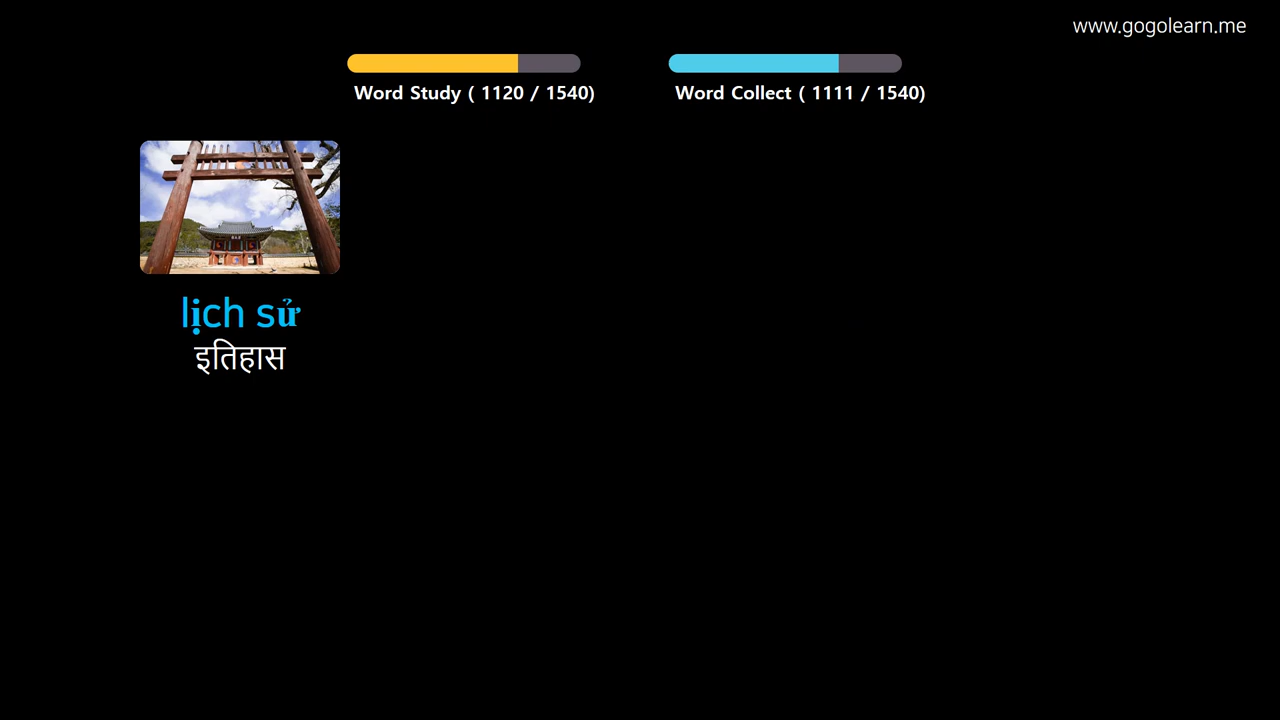 www.gogolearn.me
Word Study ( 1120 / 1540)
Word Collect ( 1111 / 1540)
lịch sử
इतिहास